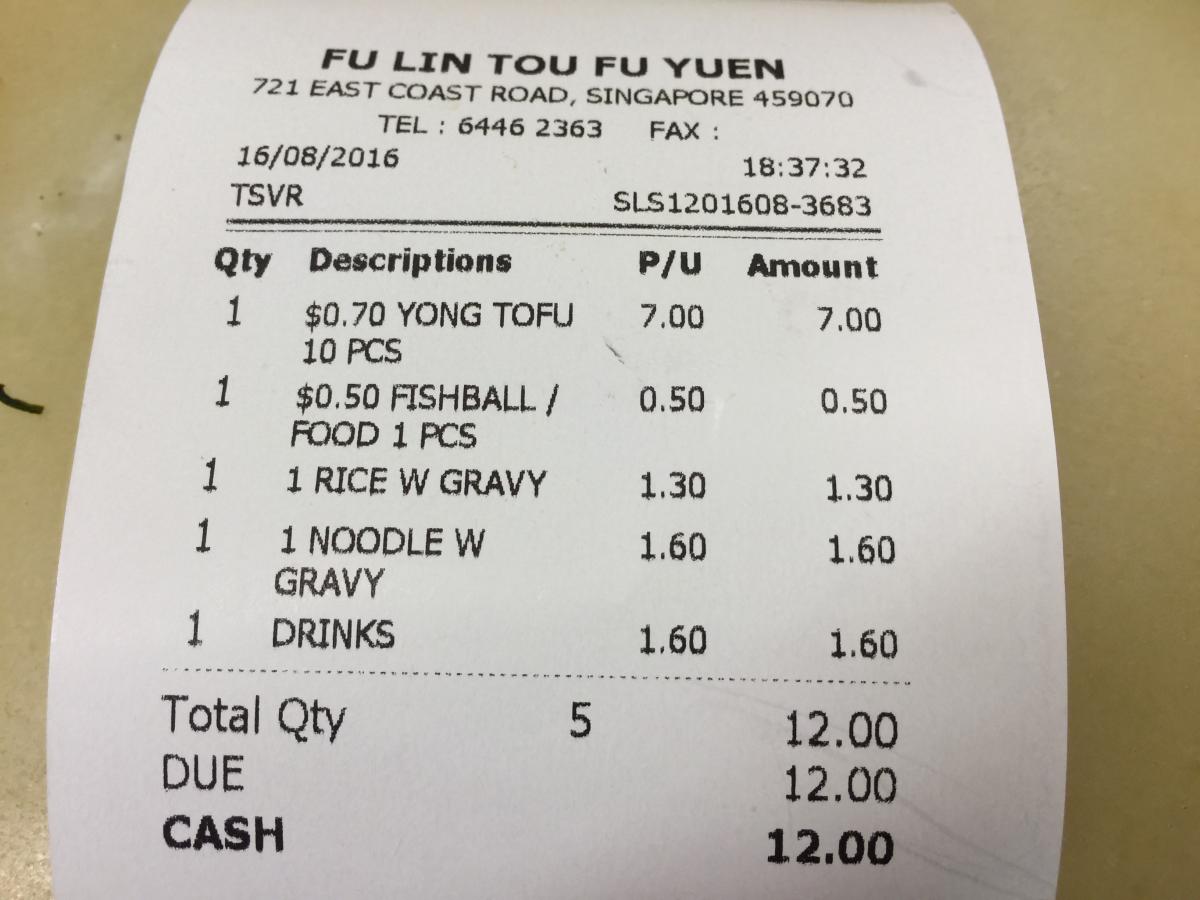 FU LIN TOU FU YUEN
721 EAST COAST ROAD, SINGAPORE 459070
TEL : 6446 2363 FAX :
16/08/2016 18:37:32
TSVR SLS1201608-3683
Qty Descriptions P/U Amount
1 $0.70 YONG TOFU 7.00 7.00
10 PCS
1 $0.50 FISHBALL / 0.50 0.50
FOOD 1 PCS
1 1 RICE W GRAVY 1.30 1.30
1 1 NOODLE W 1.60 1.60
GRAVY
1 DRINKS 1.60 1.60
Total Qty 5 12.00
DUE 12.00
CASH 12.00